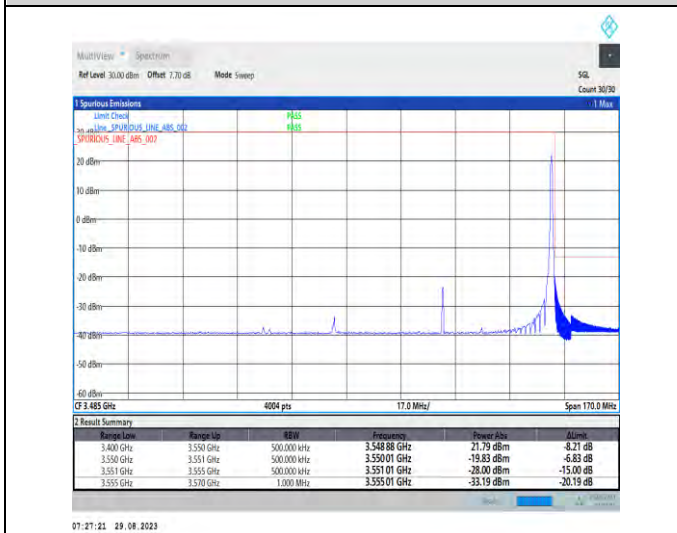 MultiView Spectrum
Ref Level 30.00 dBm Offset 7.70 dB Mode Sweep SGL
Count 30/30
1 Spurious Emissions 1 Max
Limit Check PASS
Line _SPURIOUS_LINE_ABS_002 PASS
_SPURIOUS_LINE_ABS_002
20 dBm
10 dBm
0 dBm
-10 dBm
-20 dBm
-30 dBm
-40 dBm
-50 dBm
-60 dBm
CF 3.485 GHz 4004 pts 17.0 MHz/ Span 170.0 MHz
2 Result Summary
Range Low Range Up RBW Frequency Power Abs ΔLimit
3.400 GHz 3.550 GHz 500.000 kHz 3.548 88 GHz 21.79 dBm -8.21 dB
3.550 GHz 3.551 GHz 500.000 kHz 3.550 01 GHz -19.83 dBm -6.83 dB
3.551 GHz 3.555 GHz 500.000 kHz 3.551 01 GHz -28.00 dBm -15.00 dB
3.555 GHz 3.570 GHz 1.000 MHz 3.555 01 GHz -33.19 dBm -20.19 dB
07:27:21 29.08.2023